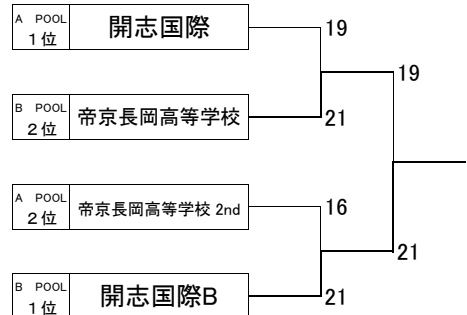 A POOL
1位
開志国際
19
19
B POOL
2位
帝京長岡高等学校
21
A POOL
2位
帝京長岡高等学校 2nd
16
21
B POOL
1位
開志国際B
21